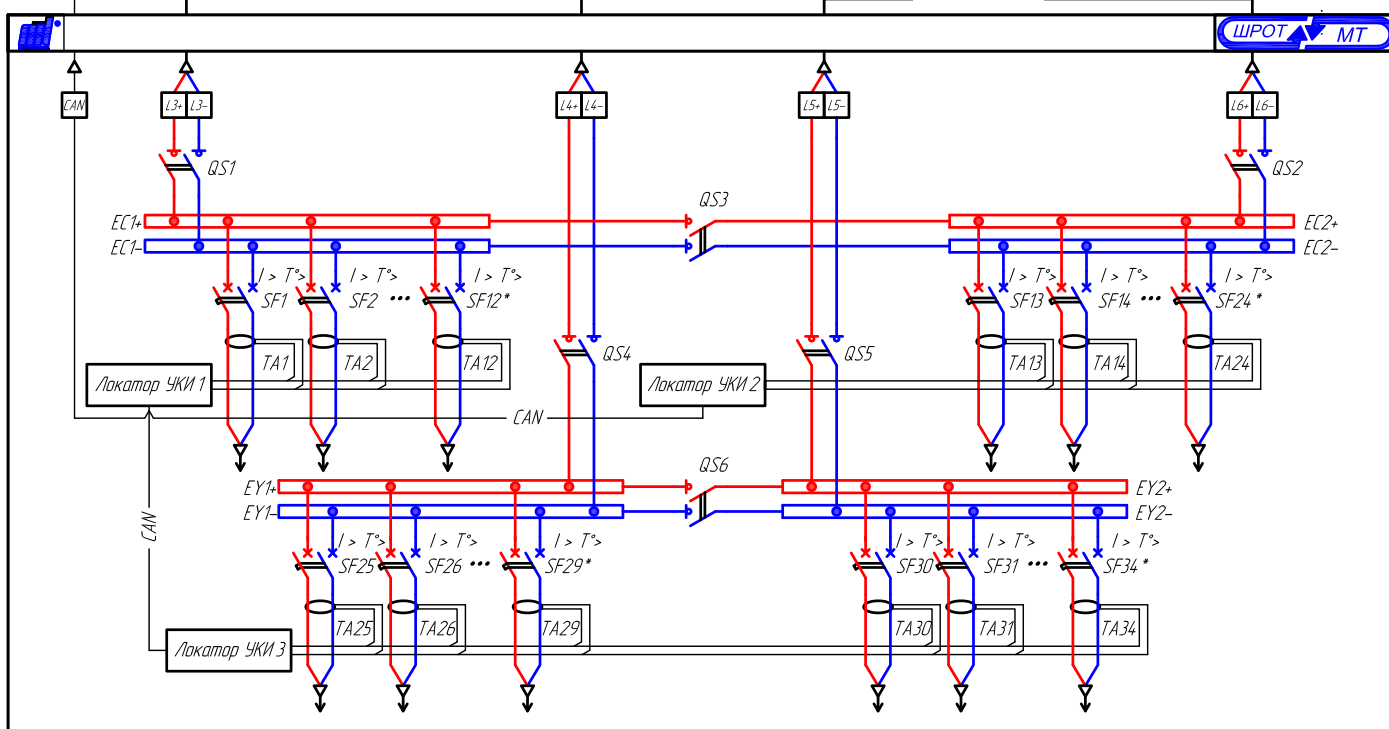 ШРОТ МТ
CAN
L3+ L3-
L4+ L4-
L5+ L5-
L6+ L6-
QS1
QS2
QS3
EC1+
EC2+
EC1-
EC2-
I > T°> I > T°> I > T°> I > T°> I > T°> I > T°>
SF1 SF2 ... SF12* SF13 SF14 ... SF24*
QS4 QS5
TA1 TA2 TA12 TA13 TA14 TA24
Локатор УКИ 1 Локатор УКИ 2
CAN
QS6
EY1+ EY2+
EY1- EY2-
CAN
I > T°> I > T°> I > T°> I > T°> I > T°> I > T°>
SF25 SF26 ... SF29* SF30 SF31 ... SF34*
TA25 TA26 TA29 TA30 TA31 TA34
Локатор УКИ 3